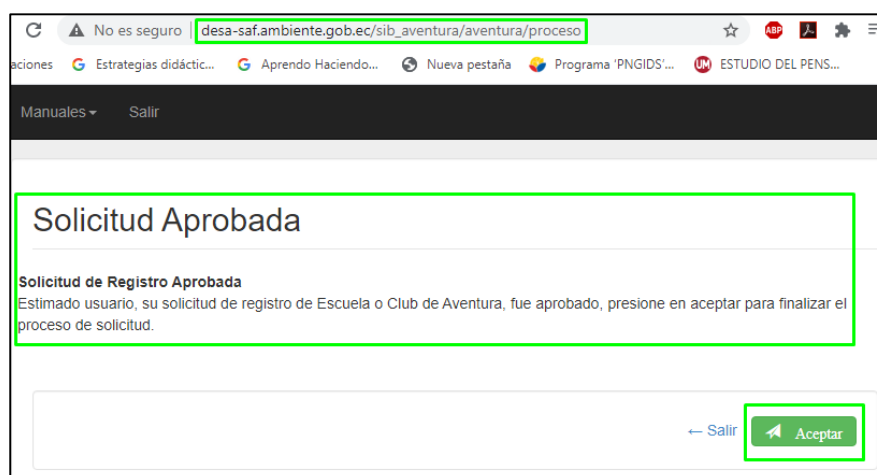 No es seguro | desa-saf.ambiente.gob.ec/sib_aventura/aventura/proceso ABP
aciones G Estrategias didáctic... G Aprendo Haciendo... Nueva pestaña Programa 'PNGIDS'... UM ESTUDIO DEL PENS...
Manuales Salir
Solicitud Aprobada
Solicitud de Registro Aprobada
Estimado usuario, su solicitud de registro de Escuela o Club de Aventura, fue aprobado, presione en aceptar para finalizar el
proceso de solicitud.
← Salir Aceptar